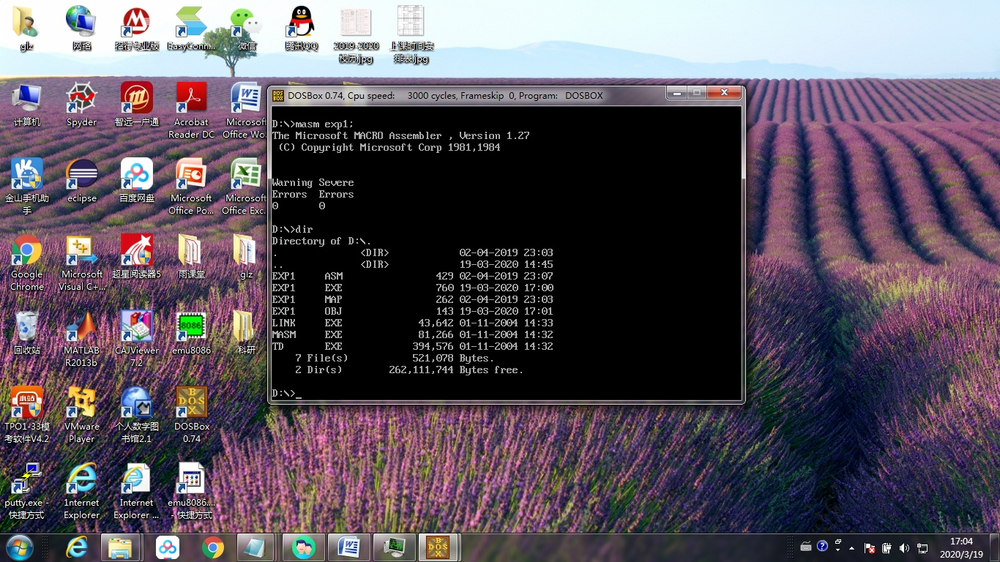 glz
网络
招行专业版
EasyConn...
微信
腾讯QQ
2019-2020
校历.jpg
上课时间安
排表.jpg
计算机
Spyder
智远一户通
Acrobat
Reader DC
Microsoft
Office Wo...
金山手机助
手
eclipse
百度网盘
Microsoft
Office Po...
Microsoft
Office Exc...
Google
Chrome
Microsoft
Visual C+...
超星阅读器5
雨课堂
glz
回收站
MATLAB
R2013b
CAJViewer
7.2
8086
emu8086
科研
小站
TPO1-33模
考软件V4.2
VMware
Player
个人数字图
书馆2.1
DOSBox
0.74
putty.exe -
快捷方式
1nternet
Explorer
Internet
Explorer ...
emu8086....
- 快捷方式
DOSBox 0.74, Cpu speed: 3000 cycles, Frameskip 0, Program: DOSBOX
D:\>masm exp1;
The Microsoft MACRO Assembler , Version 1.27
(C) Copyright Microsoft Corp 1981,1984
Warning Severe
Errors Errors
0 0
D:\>dir
Directory of D:\.
. <DIR> 02-04-2019 23:03
.. <DIR> 19-03-2020 14:45
EXP1 ASM 429 02-04-2019 23:07
EXP1 EXE 760 19-03-2020 17:00
EXP1 MAP 262 02-04-2019 23:03
EXP1 OBJ 143 19-03-2020 17:01
LINK EXE 43,642 01-11-2004 14:33
MASM EXE 81,266 01-11-2004 14:32
TD EXE 394,576 01-11-2004 14:32
7 File(s) 521,078 Bytes.
2 Dir(s) 262,111,744 Bytes free.
D:\>_
17:04
2020/3/19